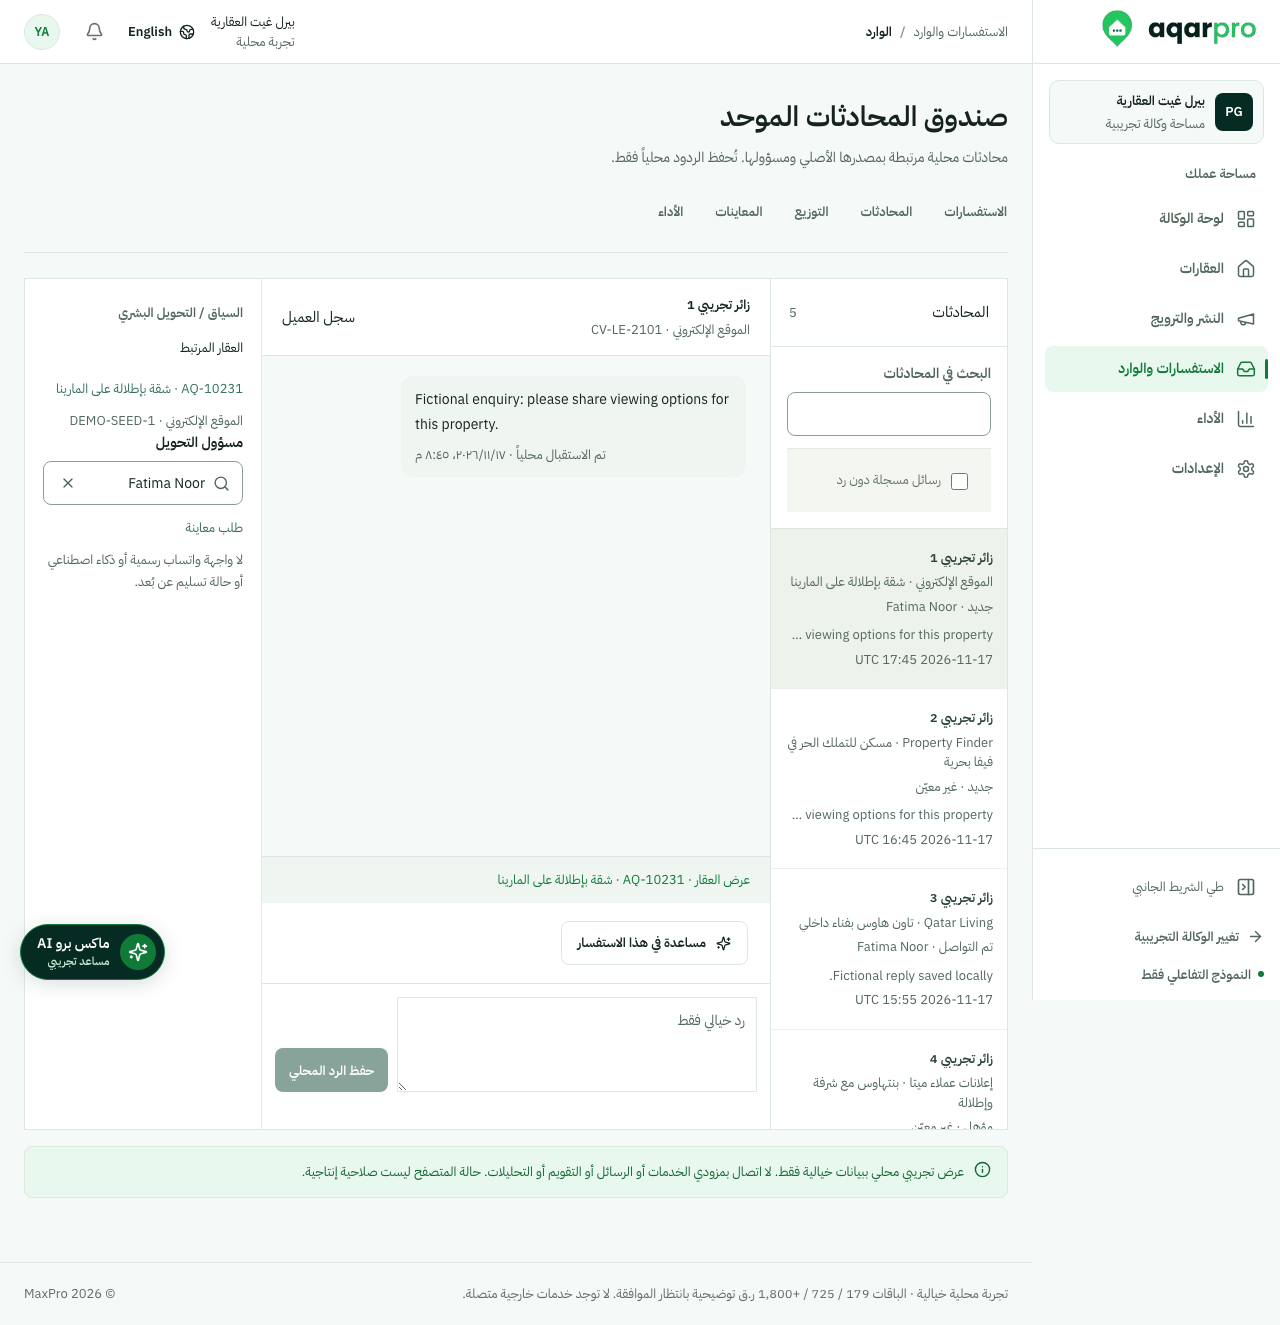 aqarpro
الاستفسارات والوارد / الوارد
بيرل غيت العقارية
تجربة محلية
English
YA
PG
بيرل غيت العقارية
مساحة وكالة تجريبية
مساحة عملك
لوحة الوكالة
العقارات
النشر والترويج
الاستفسارات والوارد
الأداء
الإعدادات
طي الشريط الجانبي
تغيير الوكالة التجريبية
النموذج التفاعلي فقط
صندوق المحادثات الموحد
محادثات محلية مرتبطة بمصدرها الأصلي ومسؤولها. تُحفظ الردود محلياً فقط.
الاستفسارات
المحادثات
التوزيع
المعاينات
الأداء
المحادثات
5
البحث في المحادثات
رسائل مسجلة دون رد
زائر تجريبي 1
الموقع الإلكتروني · شقة بإطلالة على المارينا
جديد · Fatima Noor
... viewing options for this property
UTC 17:45 2026-11-17
زائر تجريبي 2
Property Finder · مسكن للتملك الحر في
فيفا بحرية
جديد · غير معيّن
... viewing options for this property
UTC 16:45 2026-11-17
زائر تجريبي 3
Qatar Living · تاون هاوس بفناء داخلي
تم التواصل · Fatima Noor
.Fictional reply saved locally
UTC 15:55 2026-11-17
زائر تجريبي 4
إعلانات عملاء ميتا · بنتهاوس مع شرفة
وإطلالة
مؤهل · غير معيّن
زائر تجريبي 1
الموقع الإلكتروني · CV-LE-2101
سجل العميل
Fictional enquiry: please share viewing options for
this property.
تم الاستقبال محلياً · ٢٠٢٦/١١/١٧، ٨:٤٥ م
عرض العقار · AQ-10231 · شقة بإطلالة على المارينا
مساعدة في هذا الاستفسار
رد خيالي فقط
حفظ الرد المحلي
السياق / التحويل البشري
العقار المرتبط
AQ-10231 · شقة بإطلالة على المارينا
الموقع الإلكتروني · DEMO-SEED-1
مسؤول التحويل
Fatima Noor
طلب معاينة
لا واجهة واتساب رسمية أو ذكاء اصطناعي
أو حالة تسليم عن بُعد.
ماكس برو AI
مساعد تجريبي
عرض تجريبي محلي ببيانات خيالية فقط. لا اتصال بمزودي الخدمات أو الرسائل أو التقويم أو التحليلات. حالة المتصفح ليست صلاحية إنتاجية.
تجربة محلية خيالية · الباقات 179 / 725 / +1,800 ر.ق توضيحية بانتظار الموافقة. لا توجد خدمات خارجية متصلة.
© 2026 MaxPro